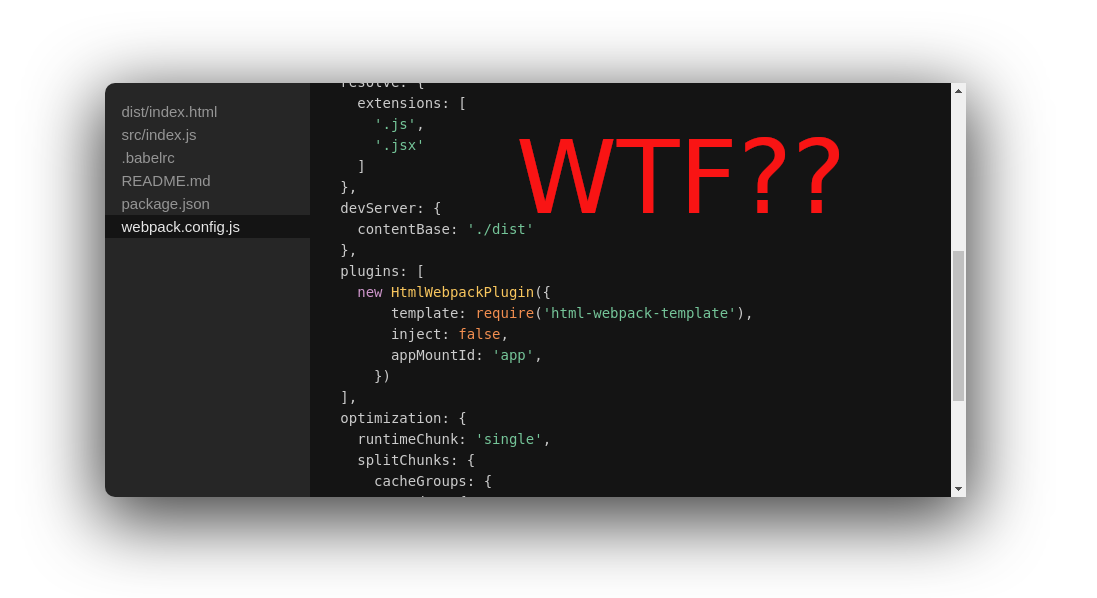 dist/index.html
src/index.js
.babelrc
README.md
package.json
webpack.config.js
resolve: {
extensions: [
'.js',
'.jsx'
]
},
devServer: {
contentBase: './dist'
},
plugins: [
new HtmlWebpackPlugin({
template: require('html-webpack-template'),
inject: false,
appMountId: 'app',
})
],
optimization: {
runtimeChunk: 'single',
splitChunks: {
cacheGroups: {
WTF??